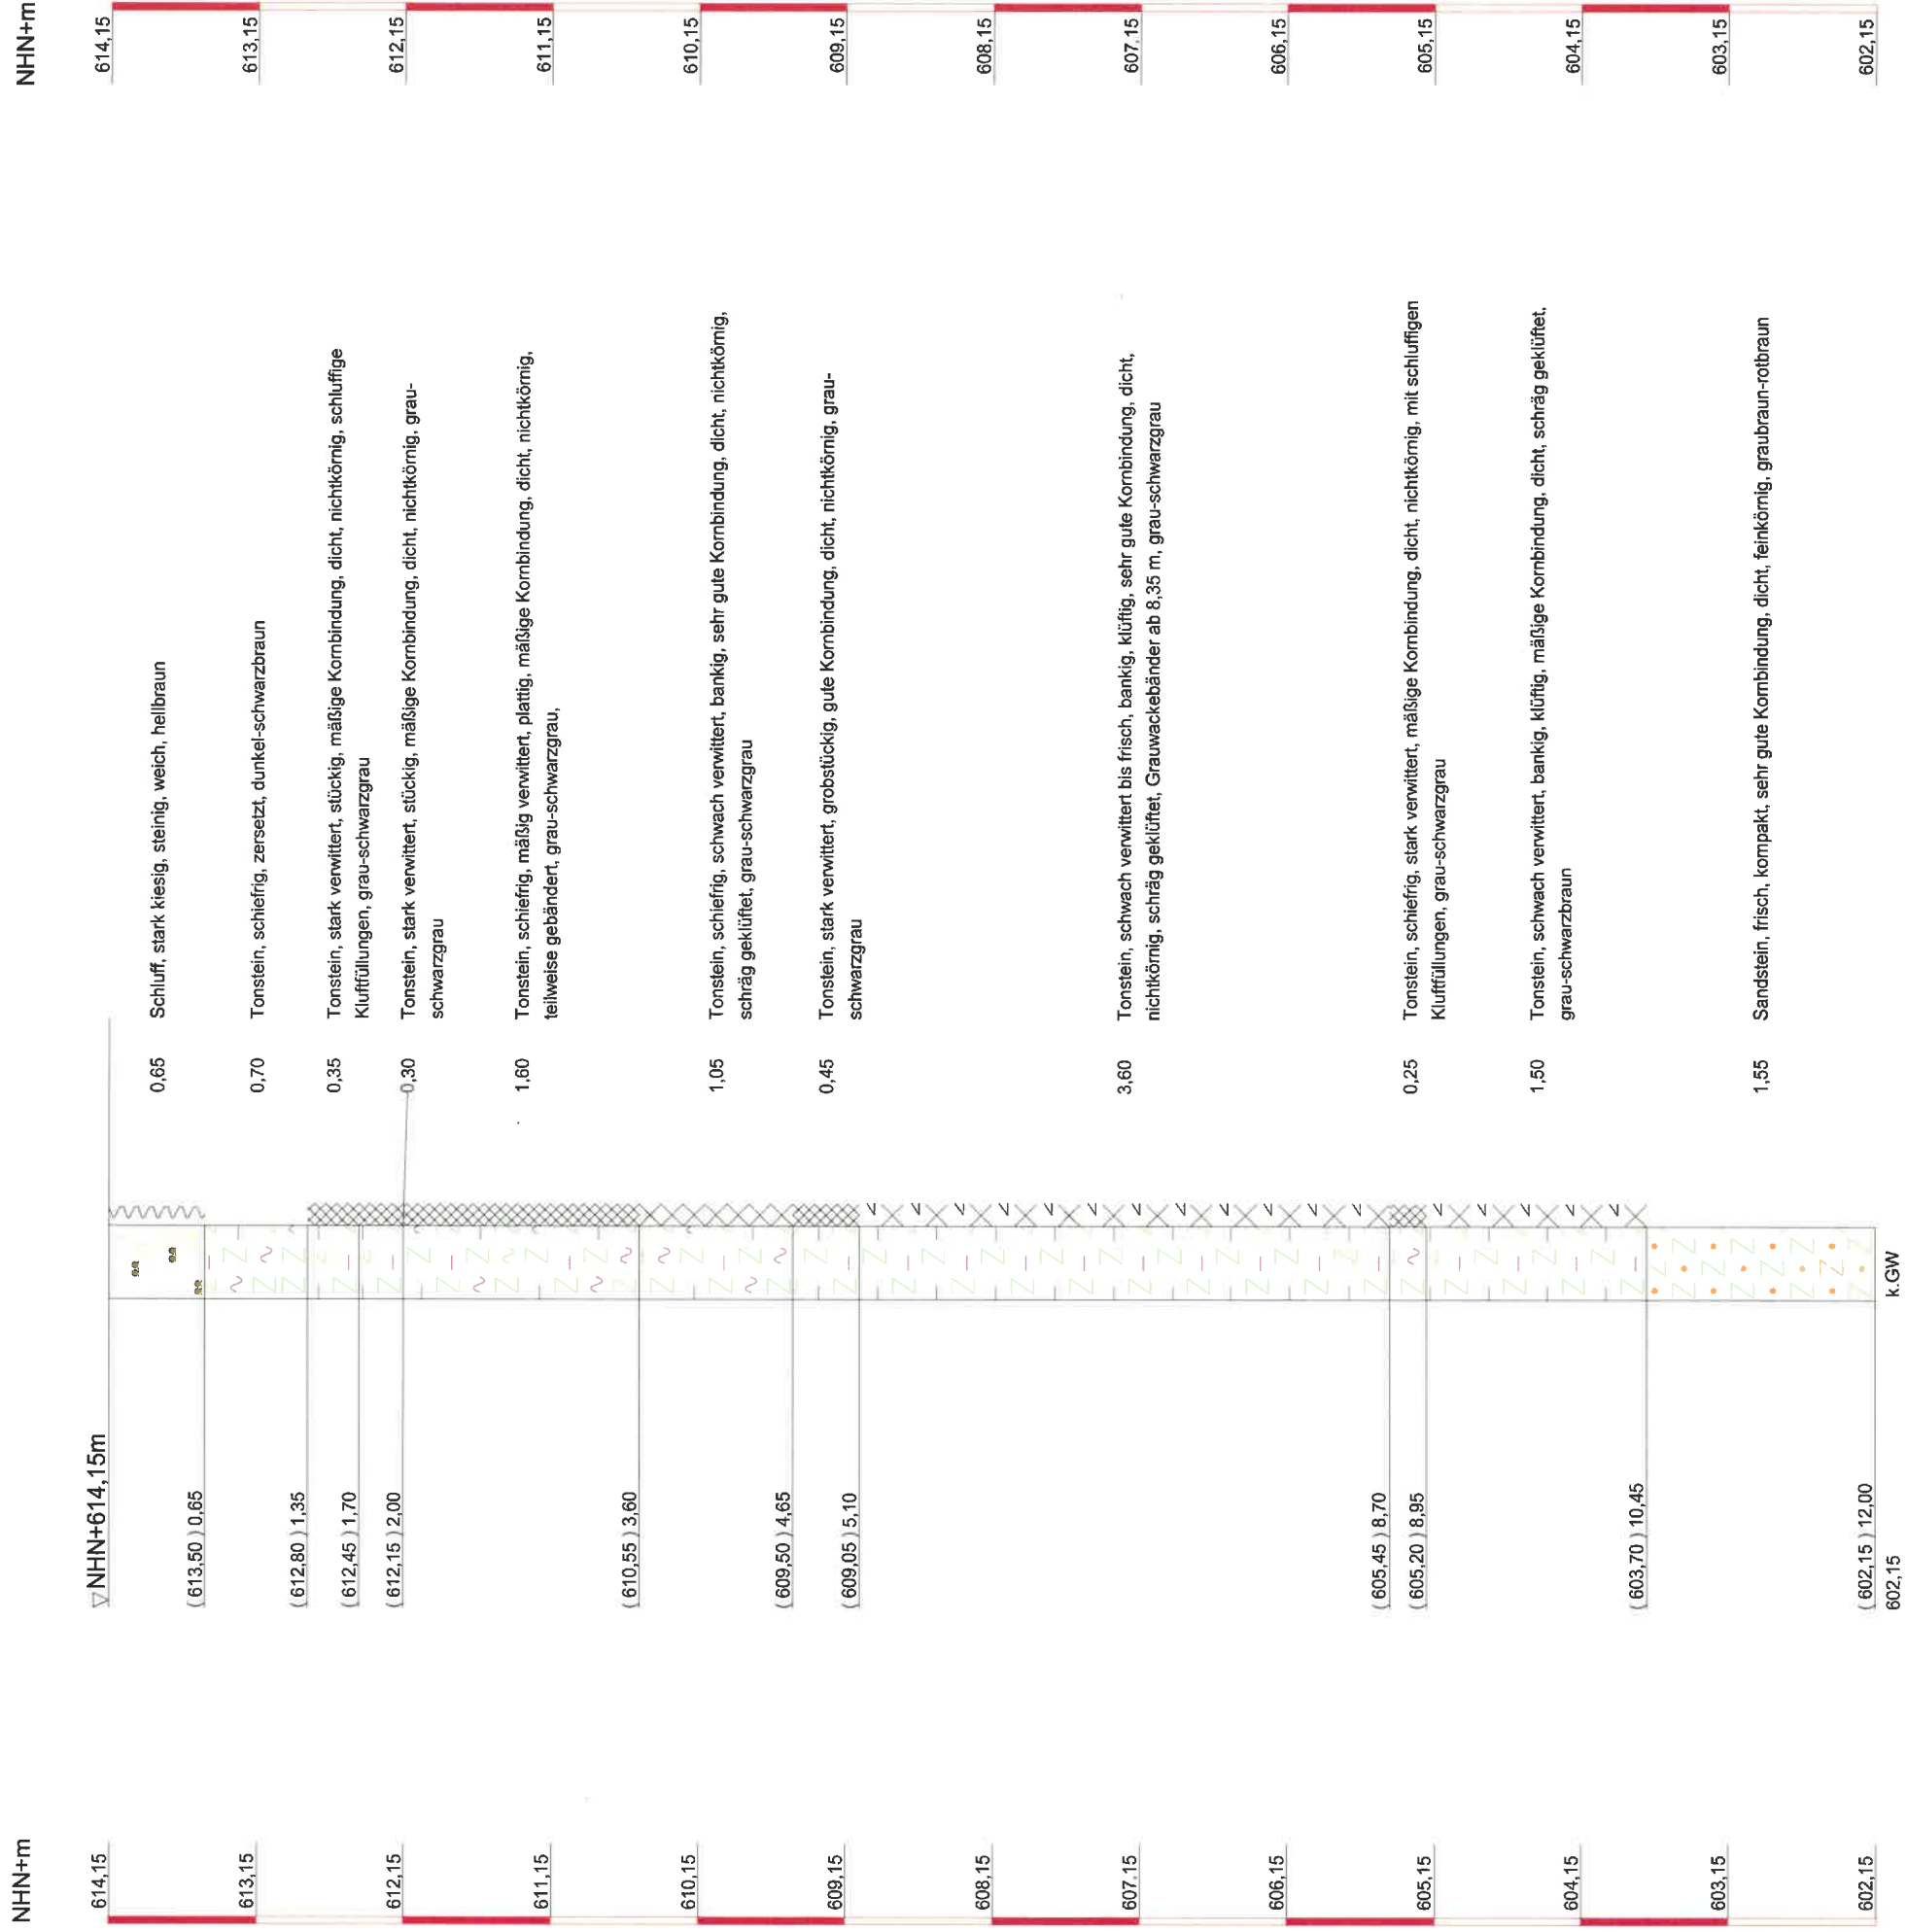 NHN+m
614,15
613,15
612,15
611,15
610,15
609,15
608,15
607,15
606,15
605,15
604,15
603,15
602,15
▽NHN+614,15m
( 613,50 ) 0,65
( 612,80 ) 1,35
( 612,45 ) 1,70
( 612,15 ) 2,00
( 610,55 ) 3,60
( 609,50 ) 4,65
( 609,05 ) 5,10
( 605,45 ) 8,70
( 605,20 ) 8,95
( 603,70 ) 10,45
( 602,15 ) 12,00
602,15
k.GW
0,65 Schluff, stark kiesig, steinig, weich, hellbraun
0,70 Tonstein, schiefrig, zersetzt, dunkel-schwarzbraun
0,35 Tonstein, stark verwittert, stückig, mäßige Kornbindung, dicht, nichtkörnig, schluffige
Kluftfüllungen, grau-schwarzgrau
0,30 Tonstein, stark verwittert, stückig, mäßige Kornbindung, dicht, nichtkörnig, grau-
schwarzgrau
1,60 Tonstein, schiefrig, mäßig verwittert, plattig, mäßige Kornbindung, dicht, nichtkörnig,
teilweise gebändert, grau-schwarzgrau,
1,05 Tonstein, schiefrig, schwach verwittert, bankig, sehr gute Kornbindung, dicht, nichtkörnig,
schräg geklüftet, grau-schwarzgrau
0,45 Tonstein, stark verwittert, grobstückig, gute Kornbindung, dicht, nichtkörnig, grau-
schwarzgrau
3,60 Tonstein, schwach verwittert bis frisch, bankig, klüftig, sehr gute Kornbindung, dicht,
nichtkörnig, schräg geklüftet, Grauwackebänder ab 8,35 m, grau-schwarzgrau
0,25 Tonstein, schiefrig, stark verwittert, mäßige Kornbindung, dicht, nichtkörnig, mit schluffigen
Kluftfüllungen, grau-schwarzgrau
1,50 Tonstein, schwach verwittert, bankig, klüftig, mäßige Kornbindung, dicht, schräg geklüftet,
grau-schwarzbraun
1,55 Sandstein, frisch, kompakt, sehr gute Kornbindung, dicht, feinkörnig, graubraun-rotbraun
NHN+m
614,15
613,15
612,15
611,15
610,15
609,15
608,15
607,15
606,15
605,15
604,15
603,15
602,15